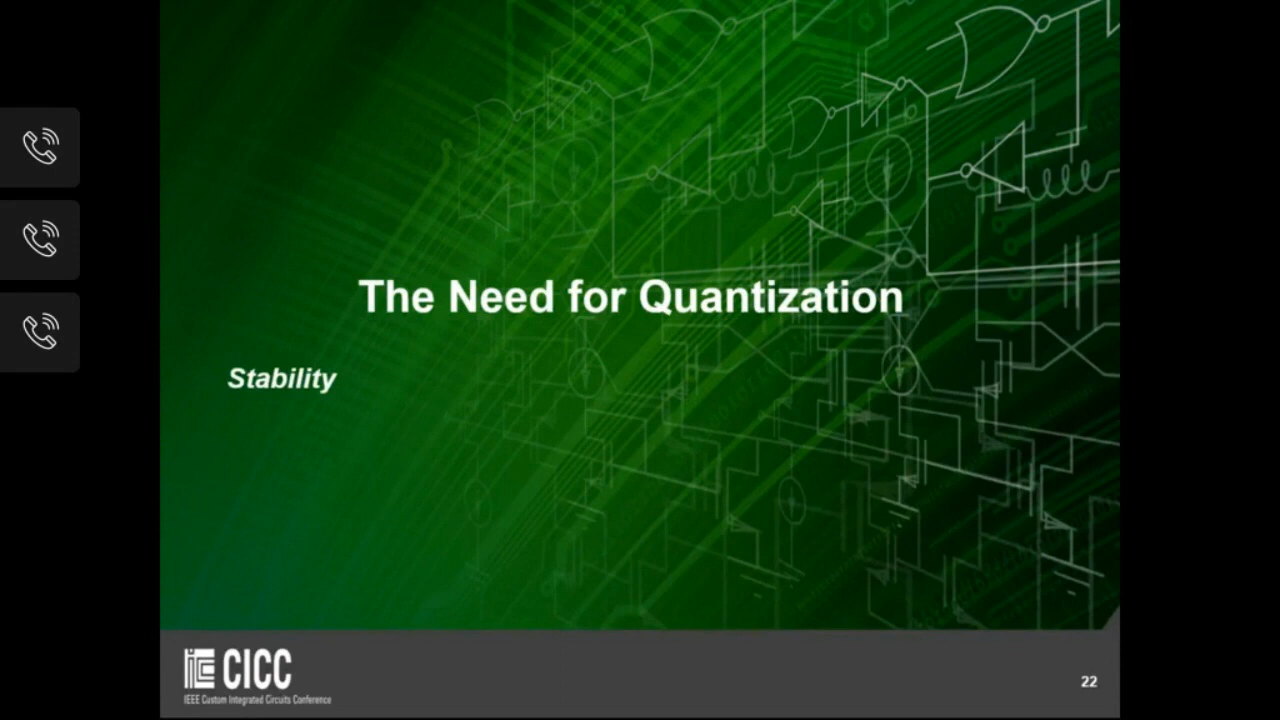 The Need for Quantization
Stability
CICC
IEEE Custom Integrated Circuits Conference
22